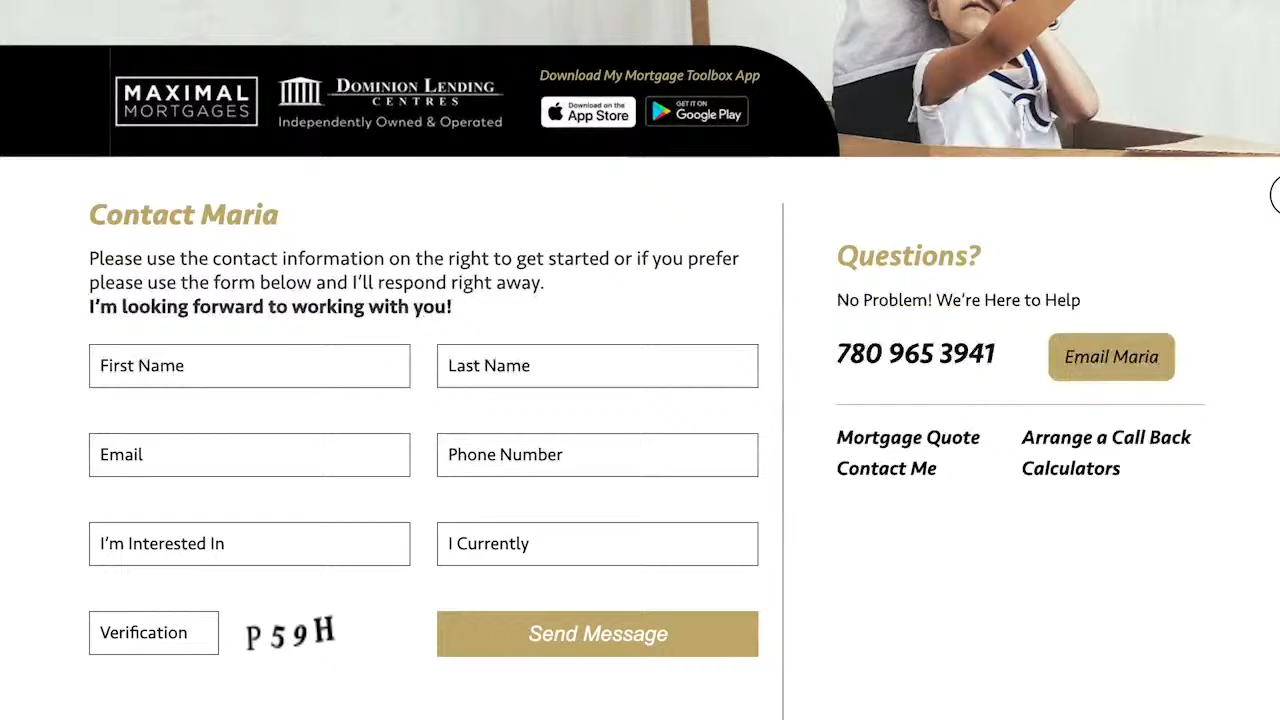 Download My Mortgage Toolbox App
MAXIMAL
MORTGAGES
DOMINION LENDING
CENTRES
Independently Owned & Operated
Download on the
App Store
GET IT ON
Google Play
Contact Maria
Please use the contact information on the right to get started or if you prefer
please use the form below and I'll respond right away.
I'm looking forward to working with you!
First Name
Last Name
Email
Phone Number
I'm Interested In
I Currently
Verification
P59H
Send Message
Questions?
No Problem! We're Here to Help
780 965 3941
Email Maria
Mortgage Quote
Arrange a Call Back
Contact Me
Calculators